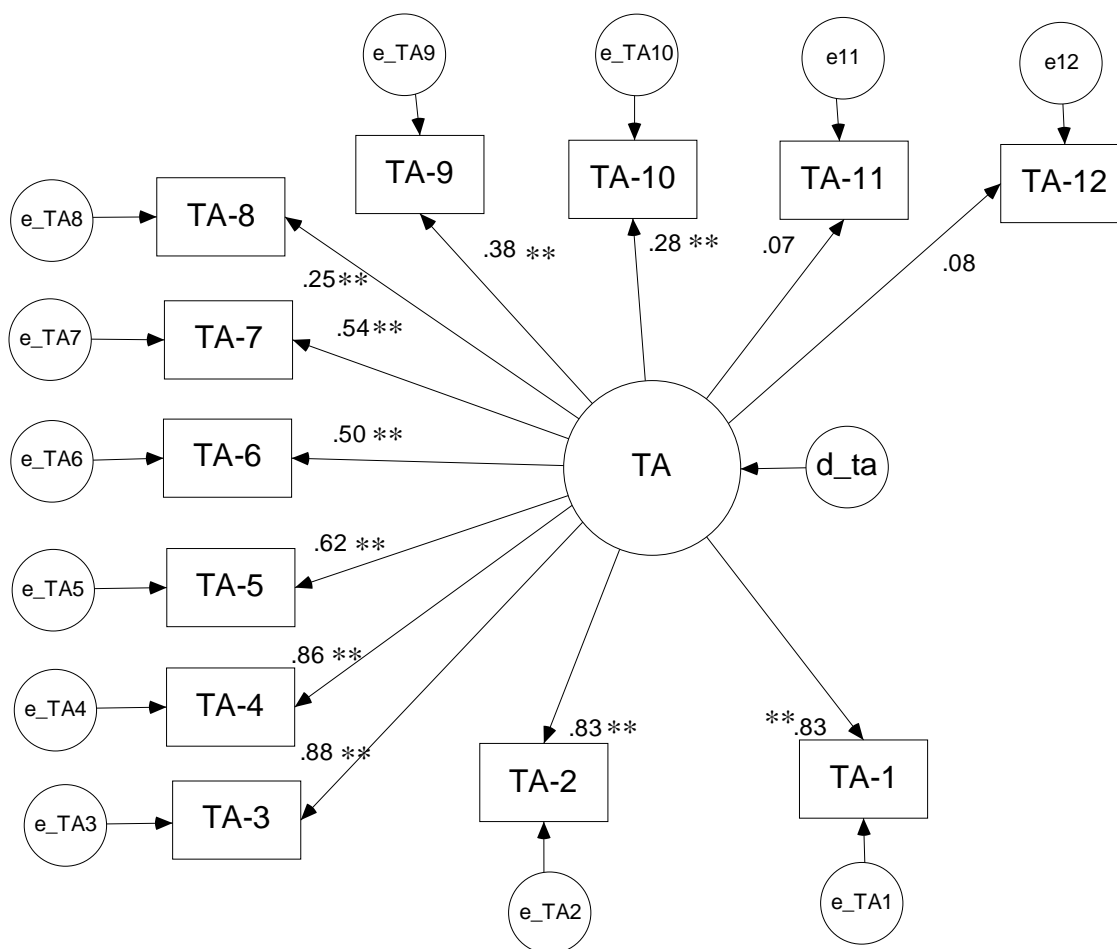 e_TA9
e_TA10
e11
e12
TA-9
TA-10
TA-11
TA-12
e_TA8
TA-8
.38 **
.28 **
.07
.08
.25**
e_TA7
TA-7
.54**
e_TA6
TA-6
.50 **
TA
d_ta
e_TA5
TA-5
.62 **
e_TA4
TA-4
.86 **
.83 **
**.83
.88 **
e_TA3
TA-3
TA-2
TA-1
e_TA2
e_TA1